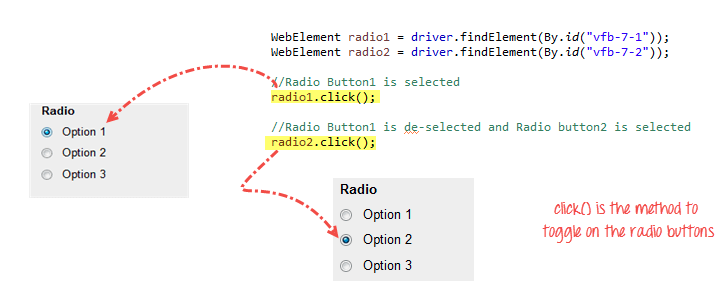 WebElement radio1 = driver.findElement(By.id("vfb-7-1"));
WebElement radio2 = driver.findElement(By.id("vfb-7-2"));
//Radio Button1 is selected
radio1.click();
//Radio Button1 is de-selected and Radio button2 is selected
radio2.click();
Radio
Option 1
Option 2
Option 3
Radio
Option 1
Option 2
Option 3
click() is the method to
toggle on the radio buttons